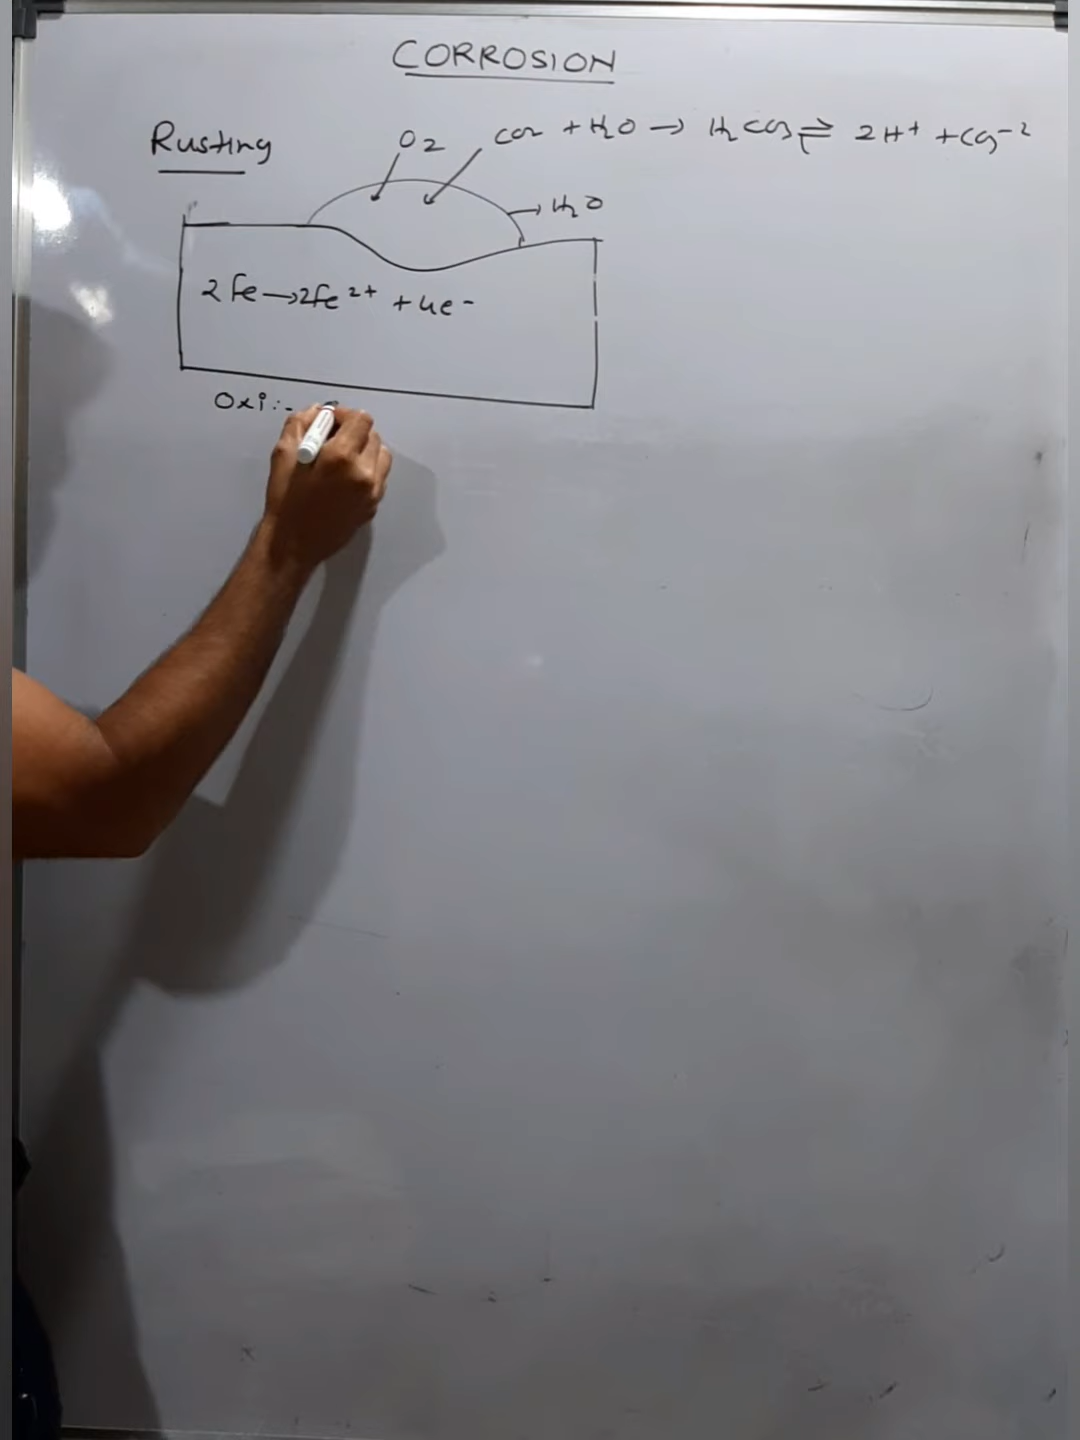 CORROSION
Rusting
O2
CO2 + H2O → H2CO3 ⇌ 2H+ + CO3-2
→ H2O
2Fe → 2Fe2+ + 4e-
Oxi:-